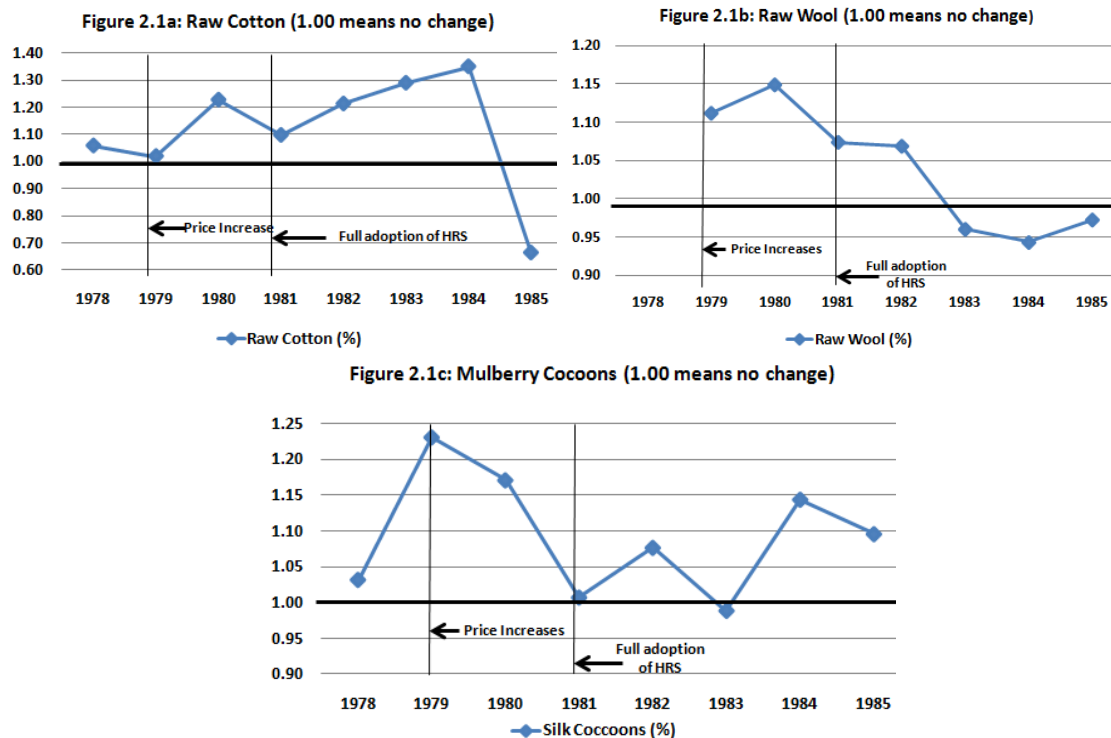 Figure 2.1a: Raw Cotton (1.00 means no change)
1.40
1.30
1.20
1.10
1.00
0.90
0.80
0.70
0.60
Price Increase
Full adoption of HRS
1978 1979 1980 1981 1982 1983 1984 1985
Raw Cotton (%)
Figure 2.1b: Raw Wool (1.00 means no change)
1.20
1.15
1.10
1.05
1.00
0.95
0.90
Price Increases
Full adoption
of HRS
1978 1979 1980 1981 1982 1983 1984 1985
Raw Wool (%)
Figure 2.1c: Mulberry Cocoons (1.00 means no change)
1.25
1.20
1.15
1.10
1.05
1.00
0.95
0.90
Price Increases
Full adoption
of HRS
1978 1979 1980 1981 1982 1983 1984 1985
Silk Coccoons (%)